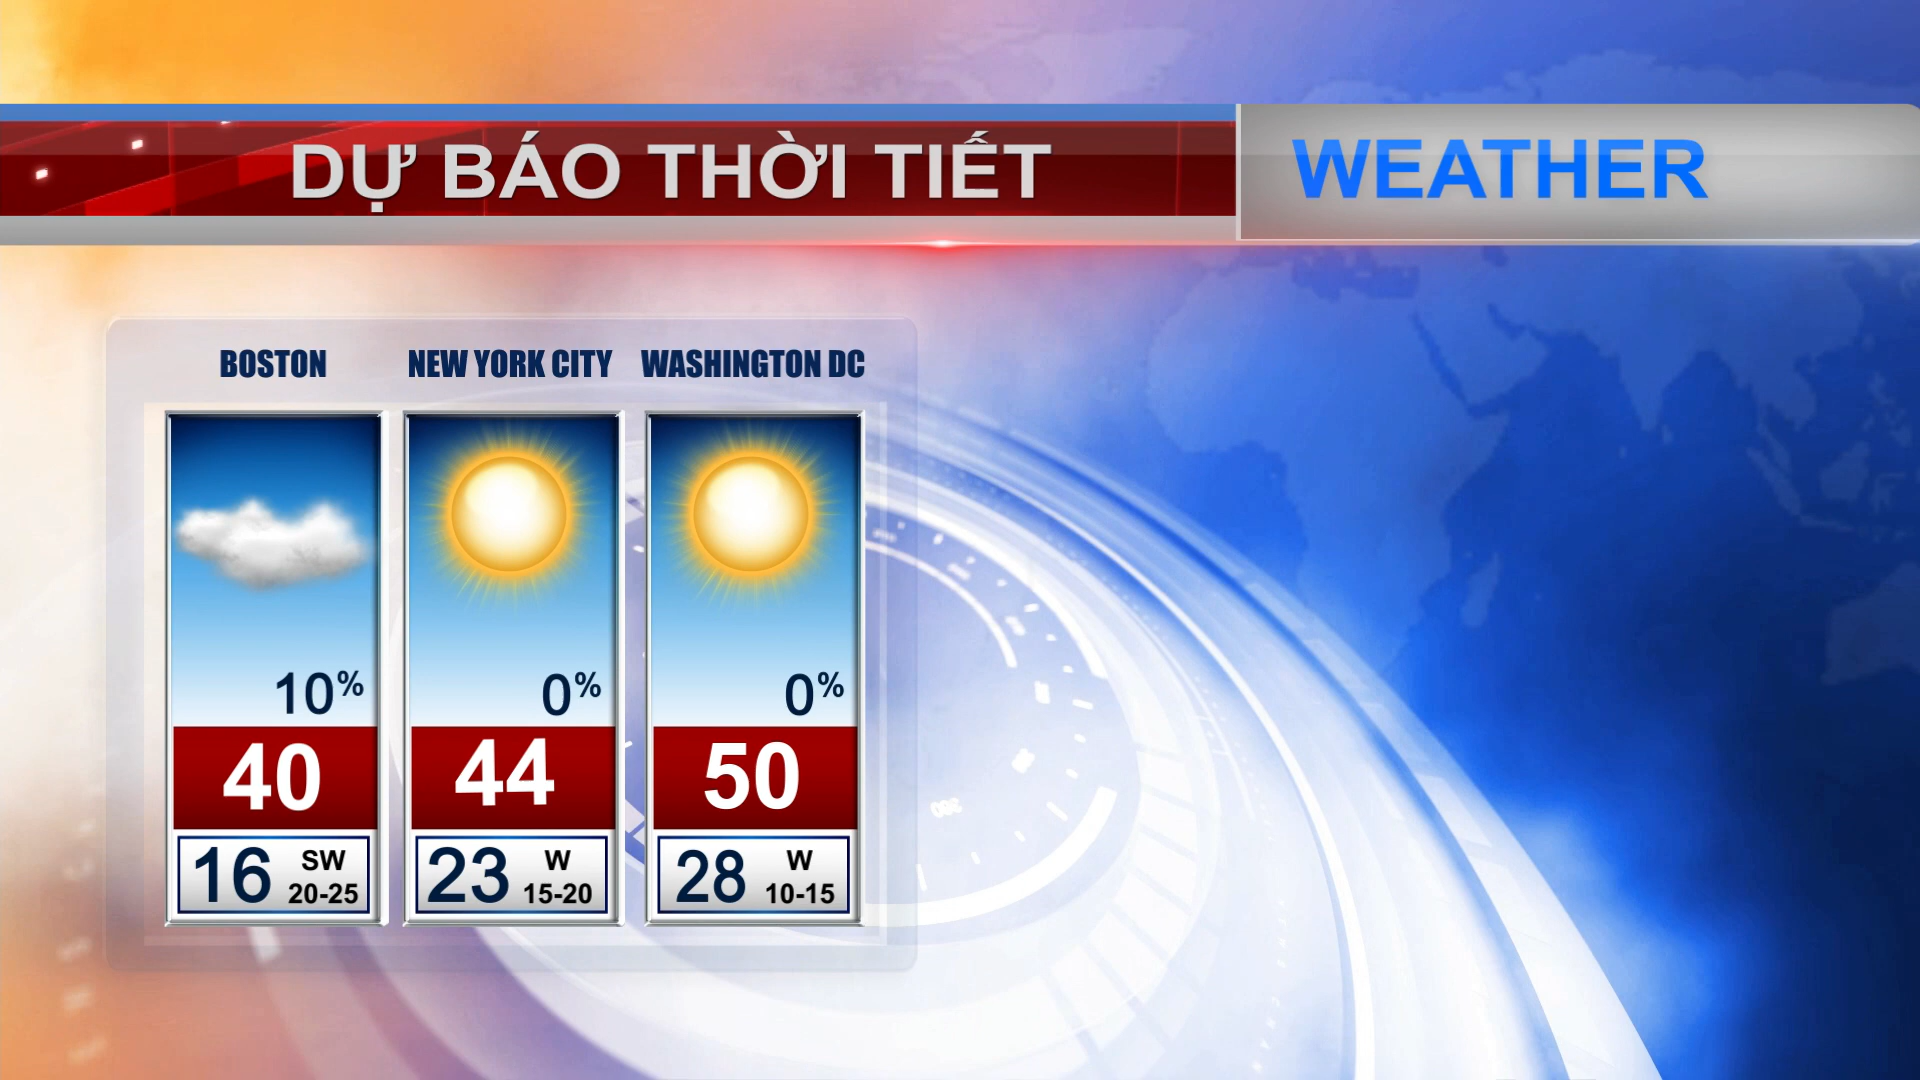 DỰ BÁO THỜI TIẾT
WEATHER
BOSTON
10%
40
16
SW
20-25
NEW YORK CITY
0%
44
23
W
15-20
WASHINGTON DC
0%
50
28
W
10-15